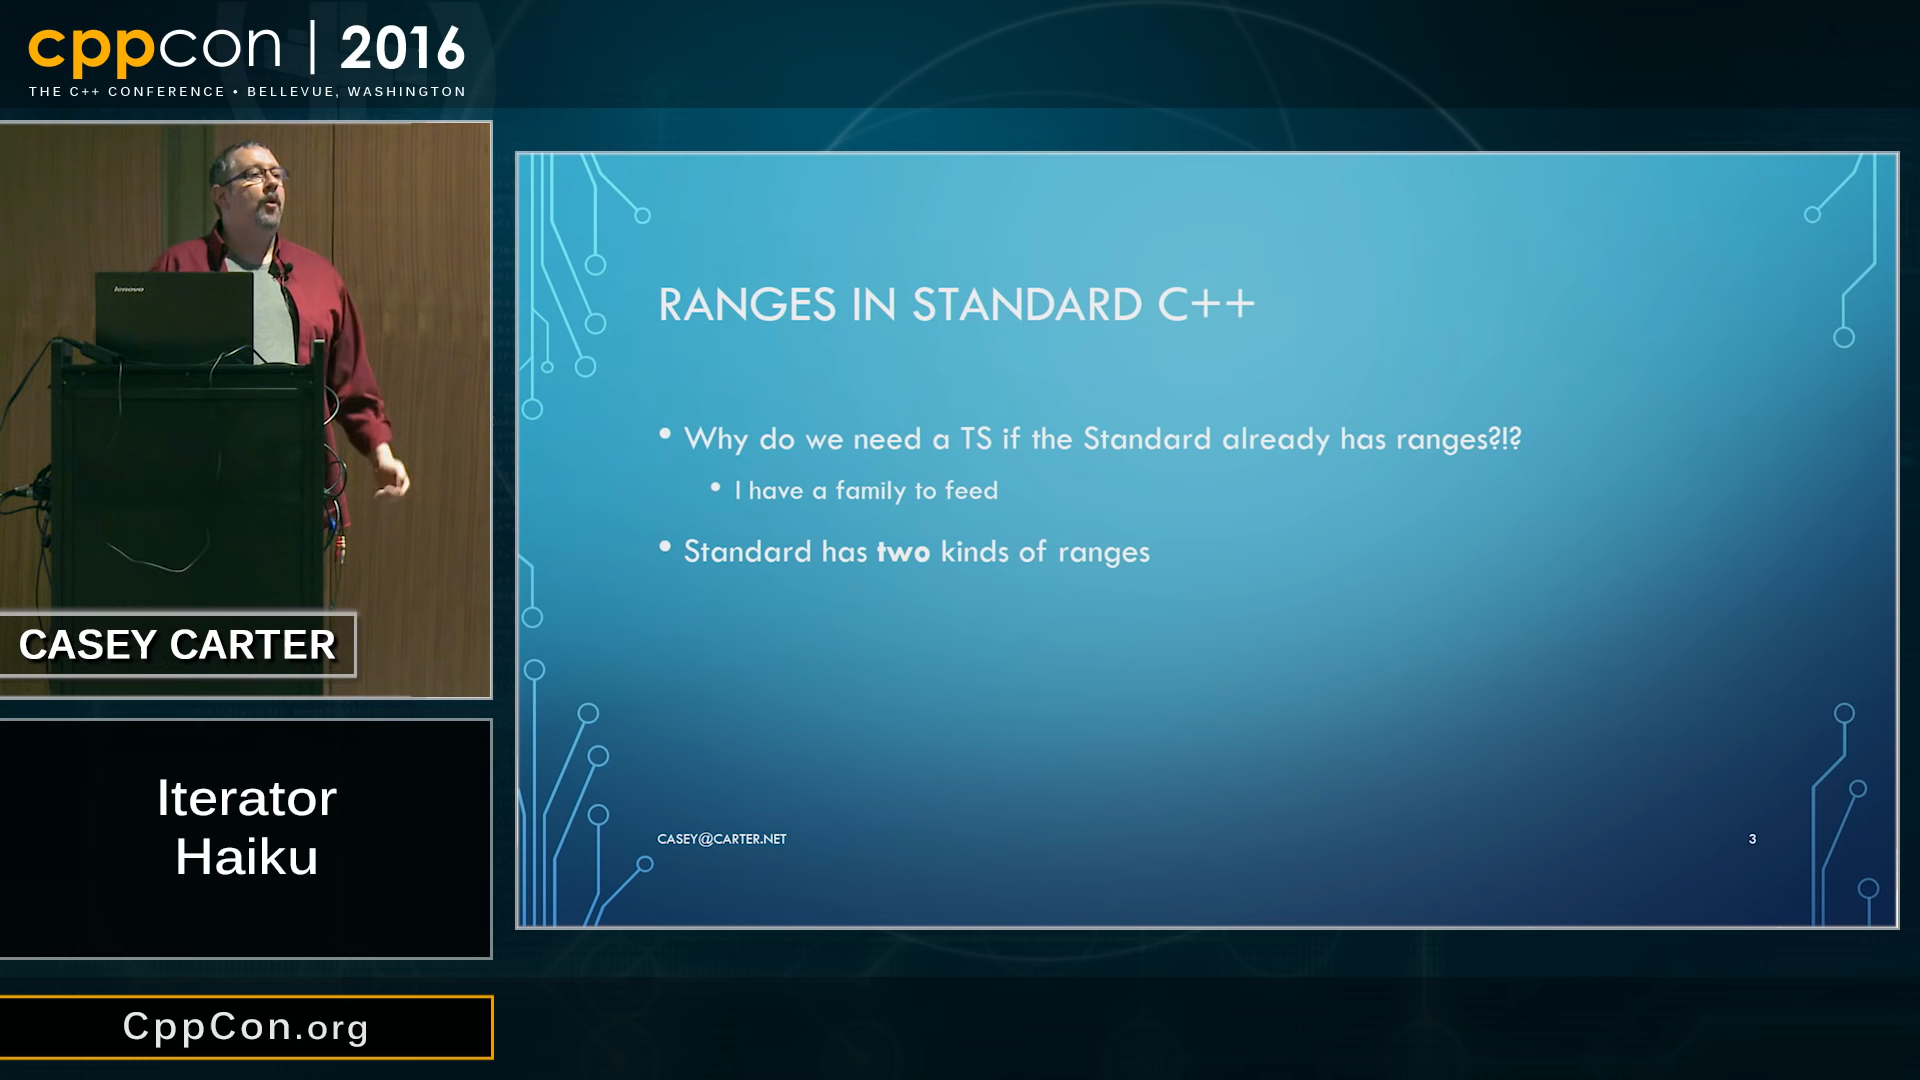 cppcon | 2016
THE C++ CONFERENCE • BELLEVUE, WASHINGTON
lenovo
CASEY CARTER
Iterator
Haiku
CppCon.org
RANGES IN STANDARD C++
• Why do we need a TS if the Standard already has ranges?!?
• I have a family to feed
• Standard has two kinds of ranges
CASEY@CARTER.NET
3